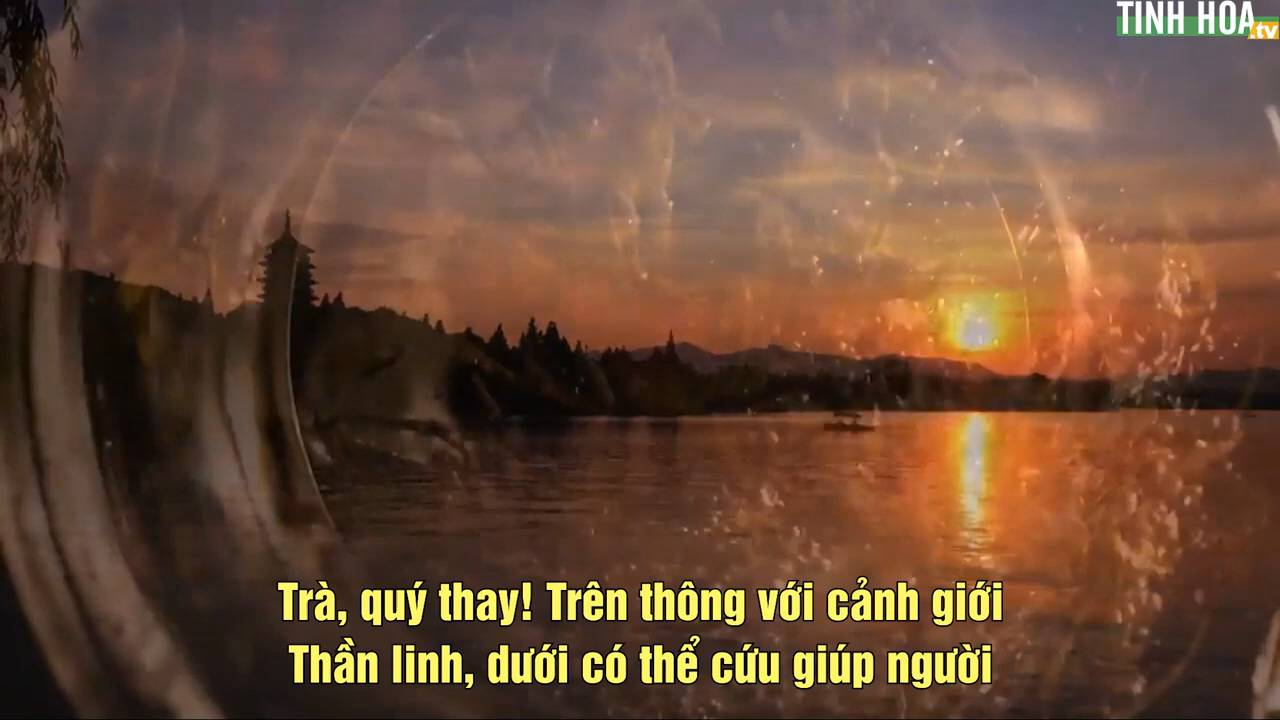 TINH HOA
.tv
Trà, quý thay! Trên thông với cảnh giới
Thần linh, dưới có thể cứu giúp người